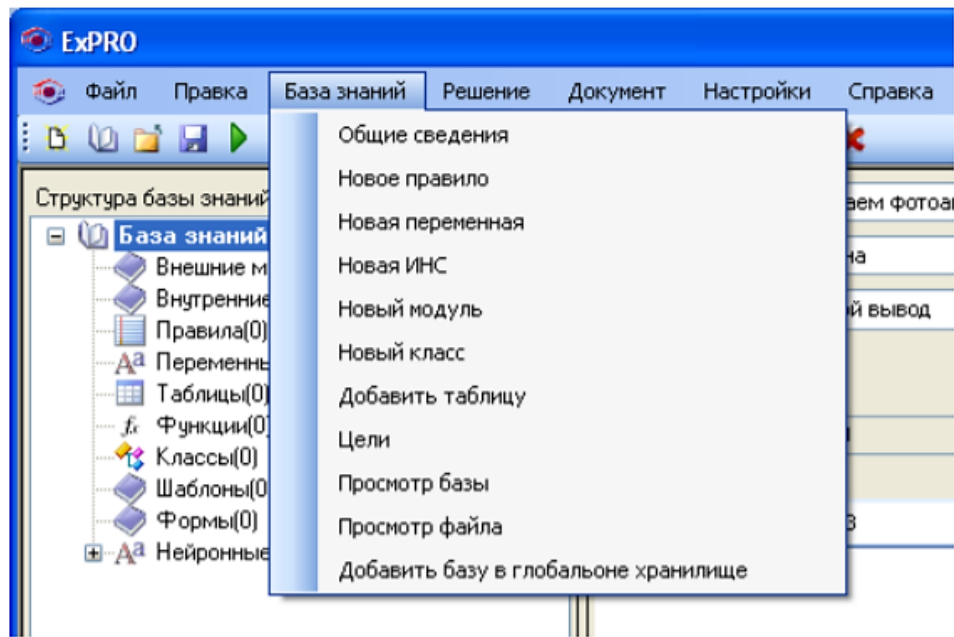 ExPRO
Файл Правка База знаний Решение Документ Настройки Справка
Общие сведения
Новое правило
Новая переменная
Новая ИНС
Новый модуль
Новый класс
Добавить таблицу
Цели
Просмотр базы
Просмотр файла
Добавить базу в глобальоне хранилище
Структура базы знаний
База знаний
Внешние м
Внутренние
Правила(0)
Переменны
Таблицы(0)
Функции(0
Классы(0)
Шаблоны(0
Формы(0)
Нейронные
аем фотоа
на
й вывод